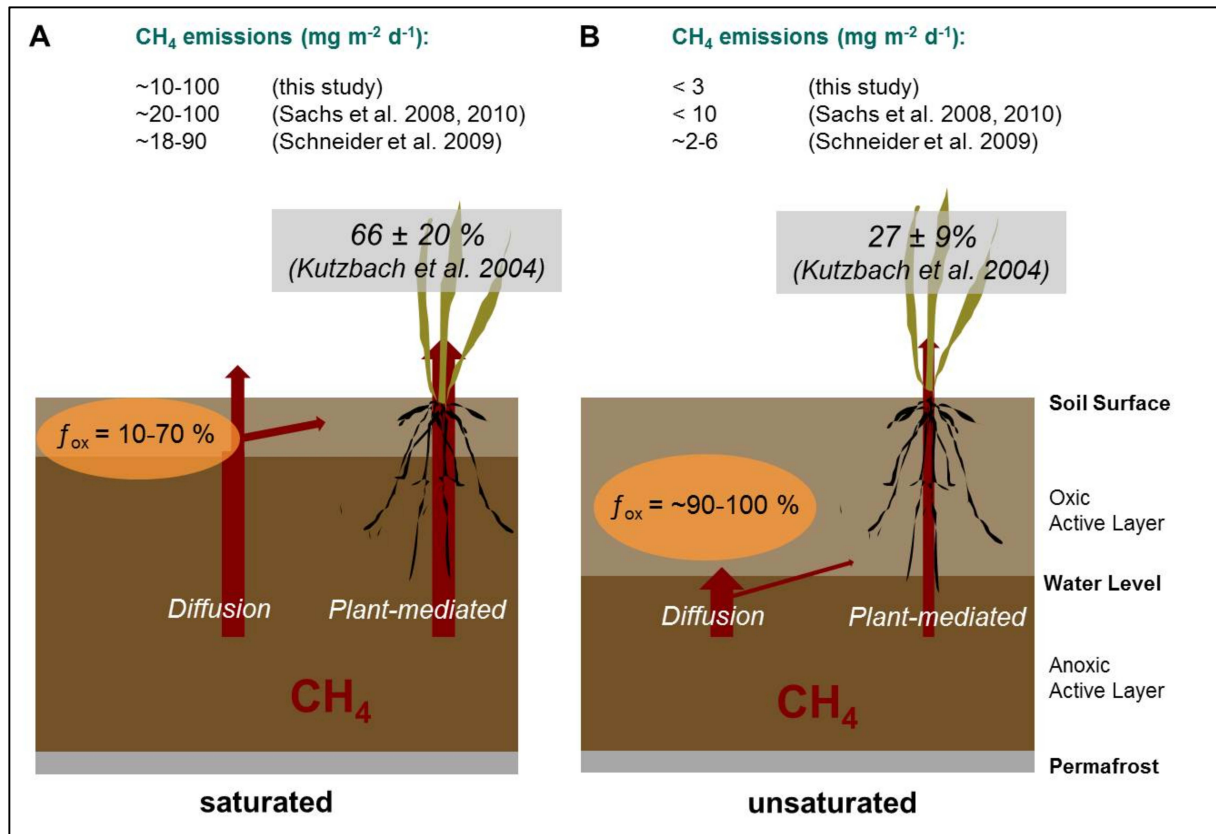 A
CH₄ emissions (mg m⁻² d⁻¹):
~10-100 (this study)
~20-100 (Sachs et al. 2008, 2010)
~18-90 (Schneider et al. 2009)
66 ± 20 %
(Kutzbach et al. 2004)
ƒox = 10-70 %
Diffusion
Plant-mediated
CH₄
saturated
B
CH₄ emissions (mg m⁻² d⁻¹):
< 3 (this study)
< 10 (Sachs et al. 2008, 2010)
~2-6 (Schneider et al. 2009)
27 ± 9%
(Kutzbach et al. 2004)
ƒox = ~90-100 %
Diffusion
Plant-mediated
CH₄
unsaturated
Soil Surface
Oxic
Active Layer
Water Level
Anoxic
Active Layer
Permafrost